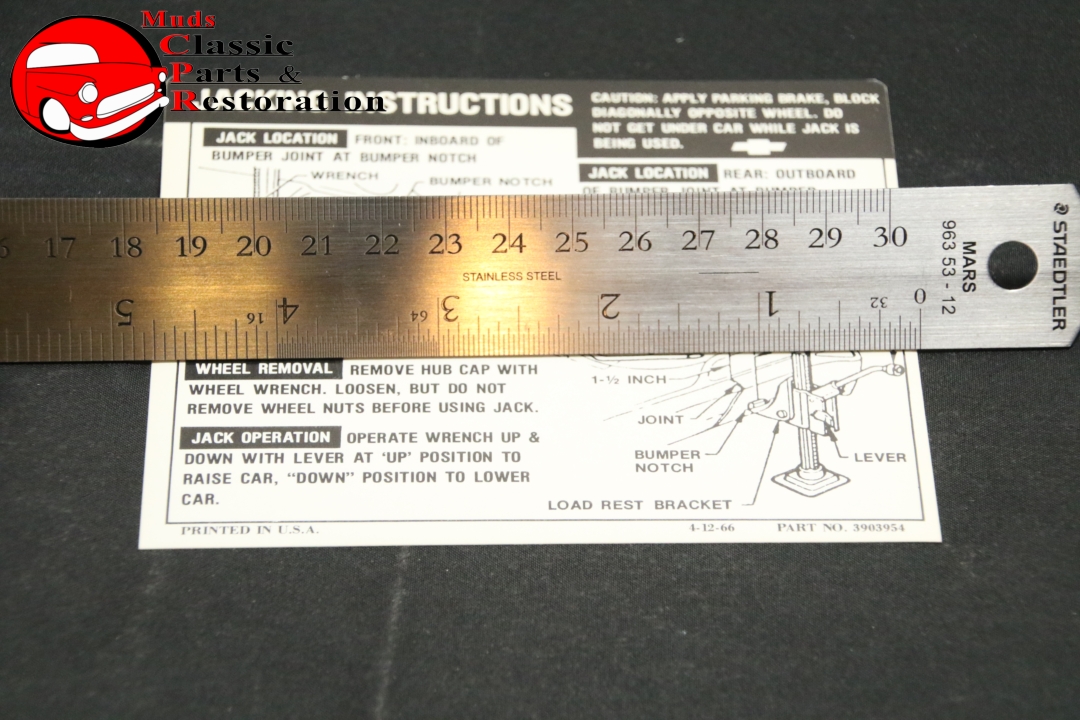 Muds
Classic
Parts &
Restoration
JACKING INSTRUCTIONS
CAUTION: APPLY PARKING BRAKE, BLOCK
DIAGONALLY OPPOSITE WHEEL. DO
NOT GET UNDER CAR WHILE JACK IS
BEING USED.
JACK LOCATION FRONT: INBOARD OF
BUMPER JOINT AT BUMPER NOTCH
WRENCH
BUMPER NOTCH
JACK LOCATION REAR: OUTBOARD
OF BUMPER JOINT AT BUMPER
17 18 19 20 21 22 23 24 25 26 27 28 29 30
STAINLESS STEEL
5 16 4 64 3 2 1 32 0
MARS
963 53 - 12
STAEDTLER
WHEEL REMOVAL REMOVE HUB CAP WITH
WHEEL WRENCH. LOOSEN, BUT DO NOT
REMOVE WHEEL NUTS BEFORE USING JACK.
JACK OPERATION OPERATE WRENCH UP &
DOWN WITH LEVER AT ‘UP’ POSITION TO
RAISE CAR, “DOWN” POSITION TO LOWER
CAR.
1-½ INCH
JOINT
BUMPER
NOTCH
LEVER
LOAD REST BRACKET
PRINTED IN U.S.A.
4-12-66
PART NO. 3903954